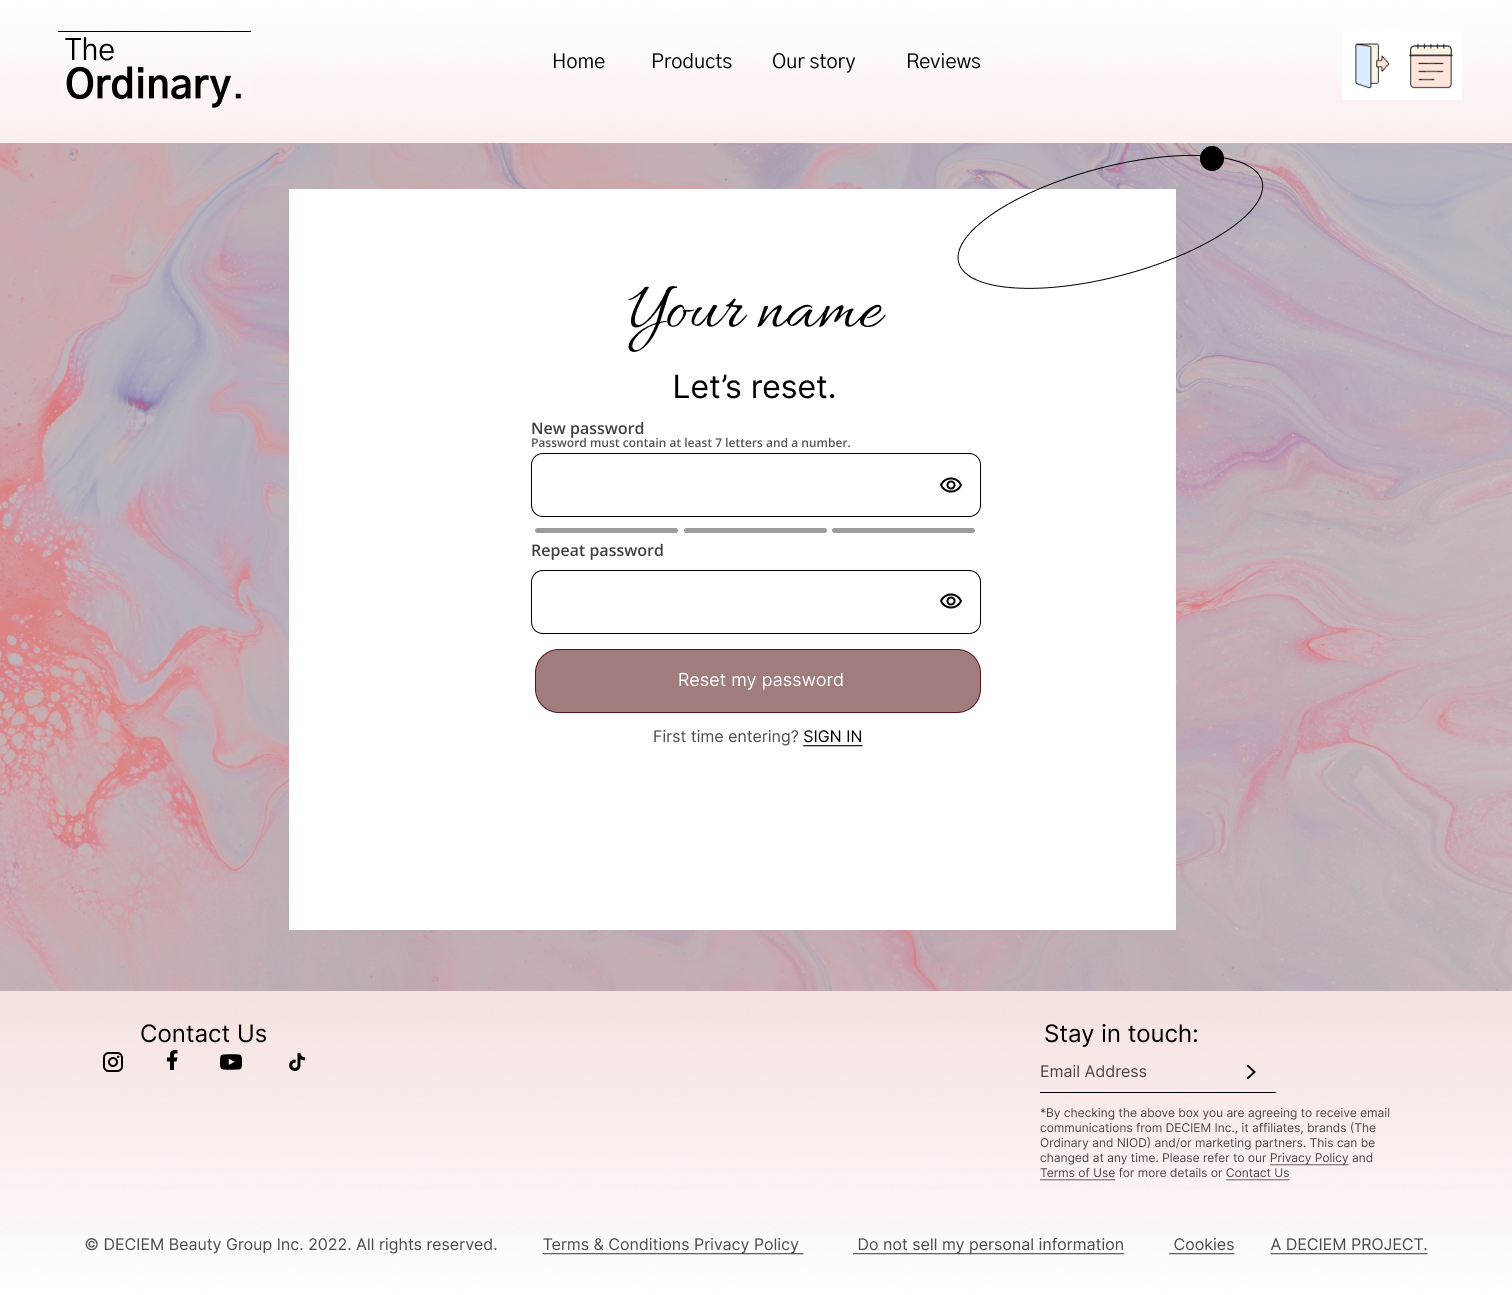 The
Ordinary.
Home
Products
Our story
Reviews
Your name
Let’s reset.
New password
Password must contain at least 7 letters and a number.
Repeat password
Reset my password
First time entering? SIGN IN
Contact Us
Stay in touch:
Email Address
*By checking the above box you are agreeing to receive email
communications from DECIEM Inc., it affiliates, brands (The
Ordinary and NIOD) and/or marketing partners. This can be
changed at any time. Please refer to our Privacy Policy and
Terms of Use for more details or Contact Us
© DECIEM Beauty Group Inc. 2022. All rights reserved.
Terms & Conditions Privacy Policy
Do not sell my personal information
Cookies
A DECIEM PROJECT.